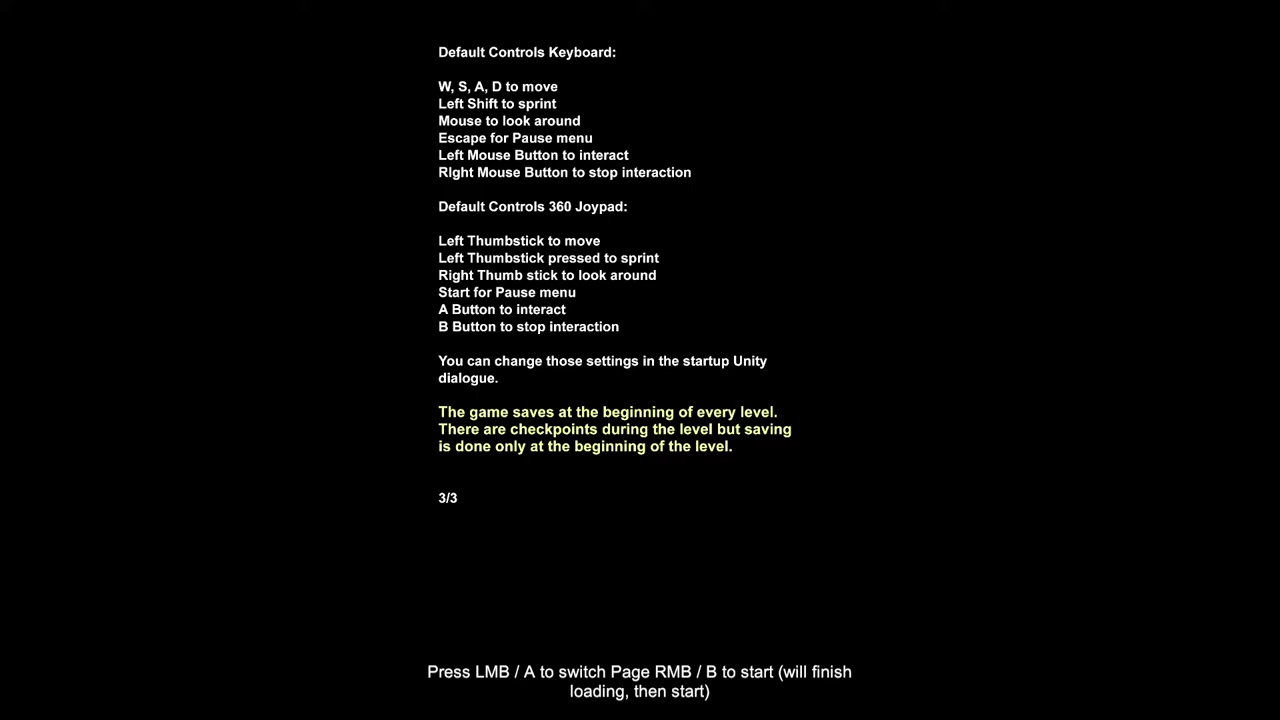 Default Controls Keyboard:
W, S, A, D to move
Left Shift to sprint
Mouse to look around
Escape for Pause menu
Left Mouse Button to interact
RIght Mouse Button to stop interaction
Default Controls 360 Joypad:
Left Thumbstick to move
Left Thumbstick pressed to sprint
Right Thumb stick to look around
Start for Pause menu
A Button to interact
B Button to stop interaction
You can change those settings in the startup Unity
dialogue.
The game saves at the beginning of every level.
There are checkpoints during the level but saving
is done only at the beginning of the level.
3/3
Press LMB / A to switch Page RMB / B to start (will finish
loading, then start)